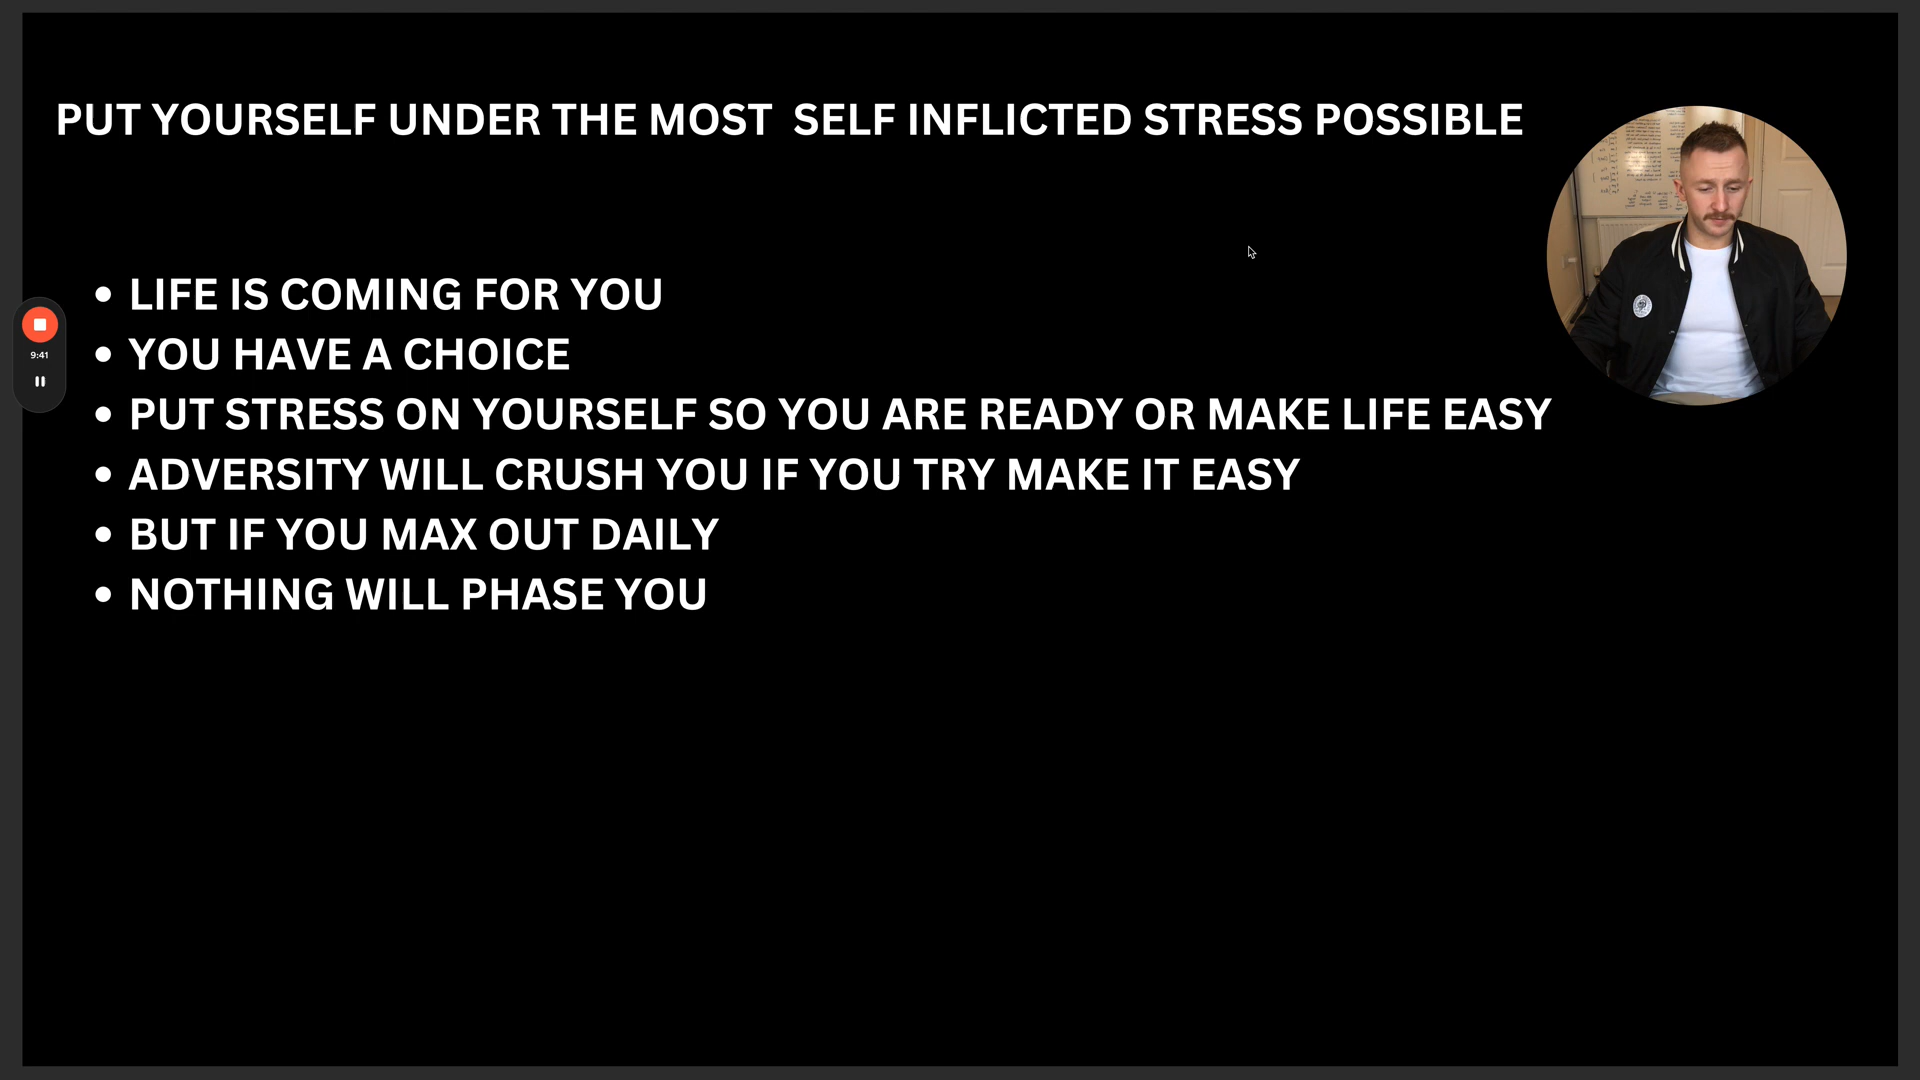 PUT YOURSELF UNDER THE MOST  SELF INFLICTED STRESS POSSIBLE
• LIFE IS COMING FOR YOU
• YOU HAVE A CHOICE
• PUT STRESS ON YOURSELF SO YOU ARE READY OR MAKE LIFE EASY
• ADVERSITY WILL CRUSH YOU IF YOU TRY MAKE IT EASY
• BUT IF YOU MAX OUT DAILY
• NOTHING WILL PHASE YOU
9:41